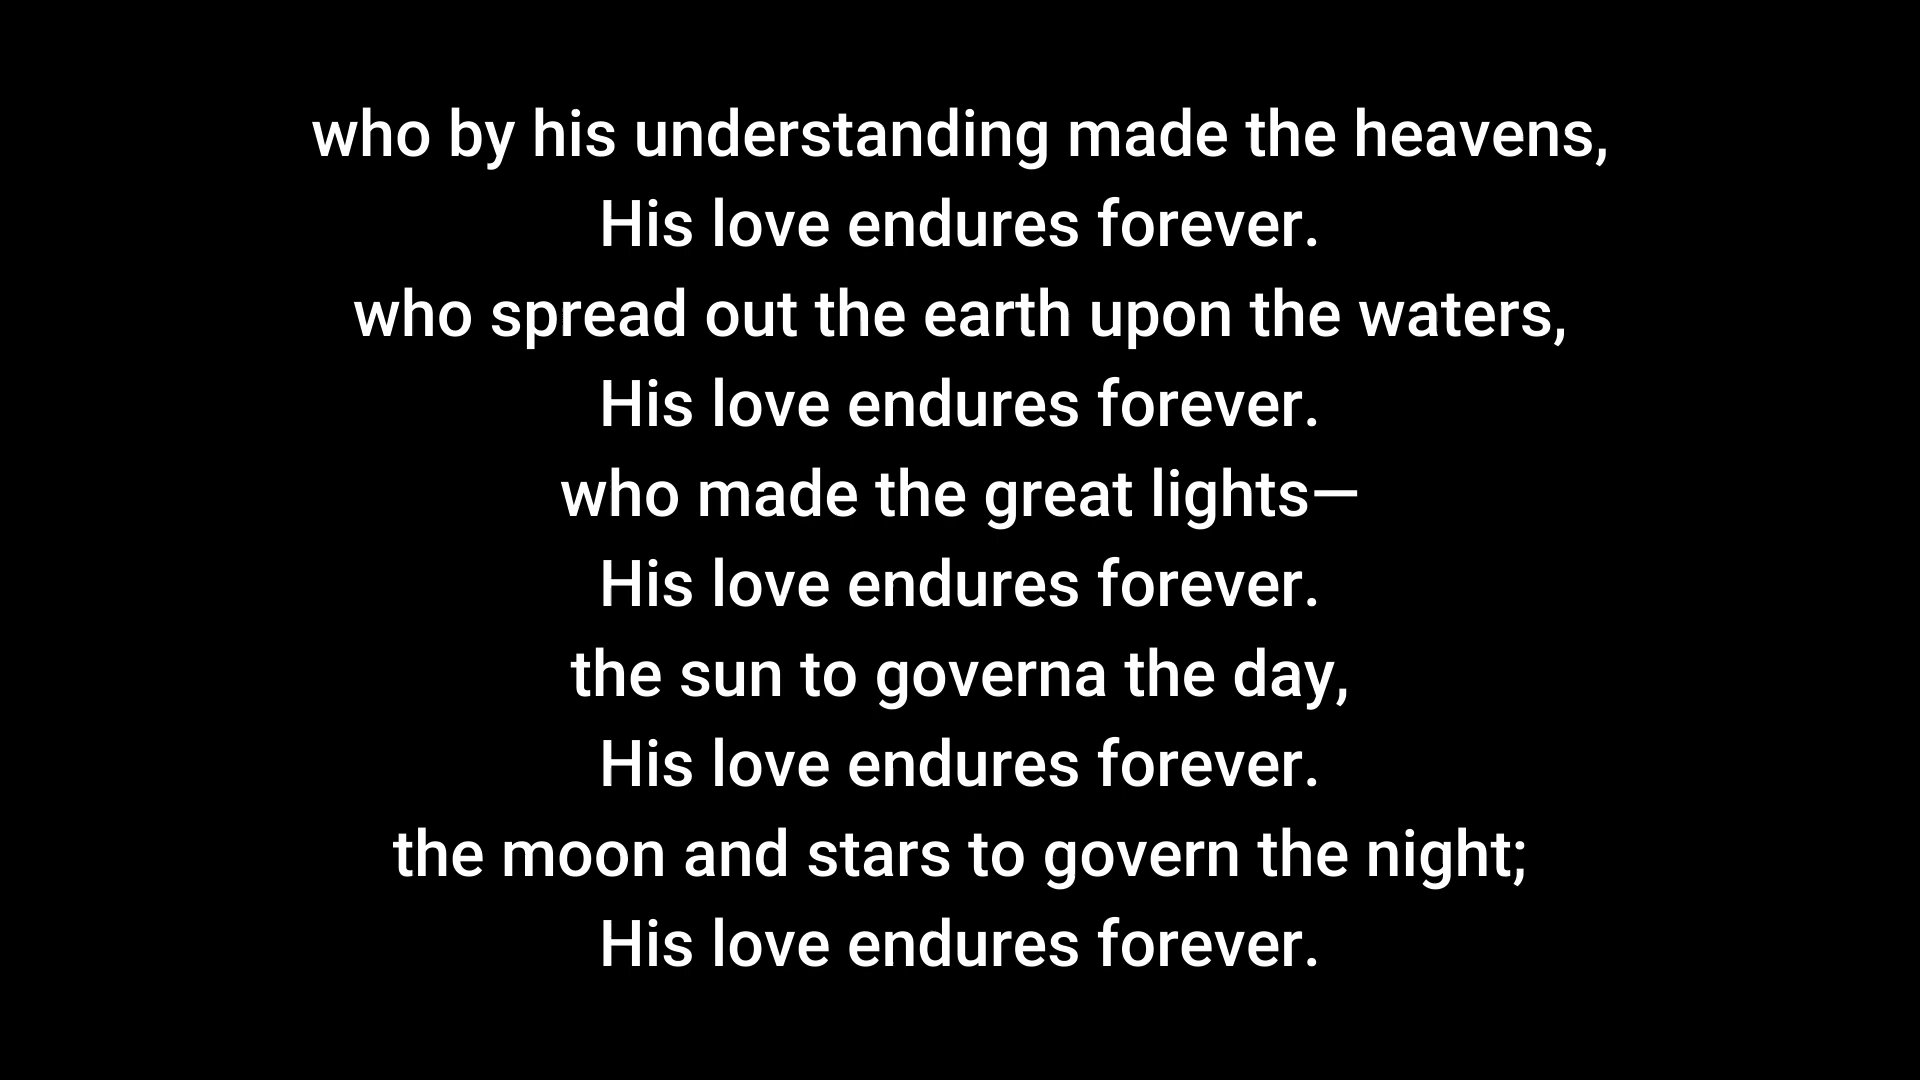 who by his understanding made the heavens,
His love endures forever.
who spread out the earth upon the waters,
His love endures forever.
who made the great lights—
His love endures forever.
the sun to governa the day,
His love endures forever.
the moon and stars to govern the night;
His love endures forever.